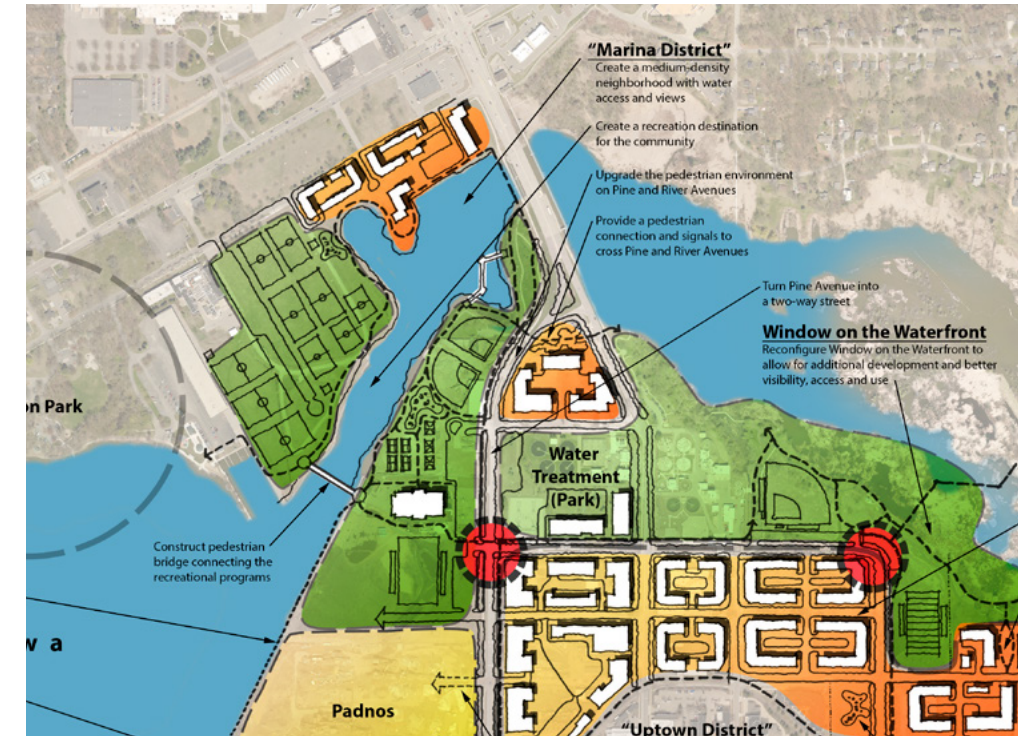 “Marina District”
Create a medium-density
neighborhood with water
access and views
Create a recreation destination
for the community
Upgrade the pedestrian environment
on Pine and River Avenues
Provide a pedestrian
connection and signals to
cross Pine and River Avenues
Turn Pine Avenue into
a two-way street
Window on the Waterfront
Reconfigure Window on the Waterfront to
allow for additional development and better
visibility, access and use
on Park
Water
Treatment
(Park)
Construct pedestrian
bridge connecting the
recreational programs
w a
Padnos
“Uptown District”